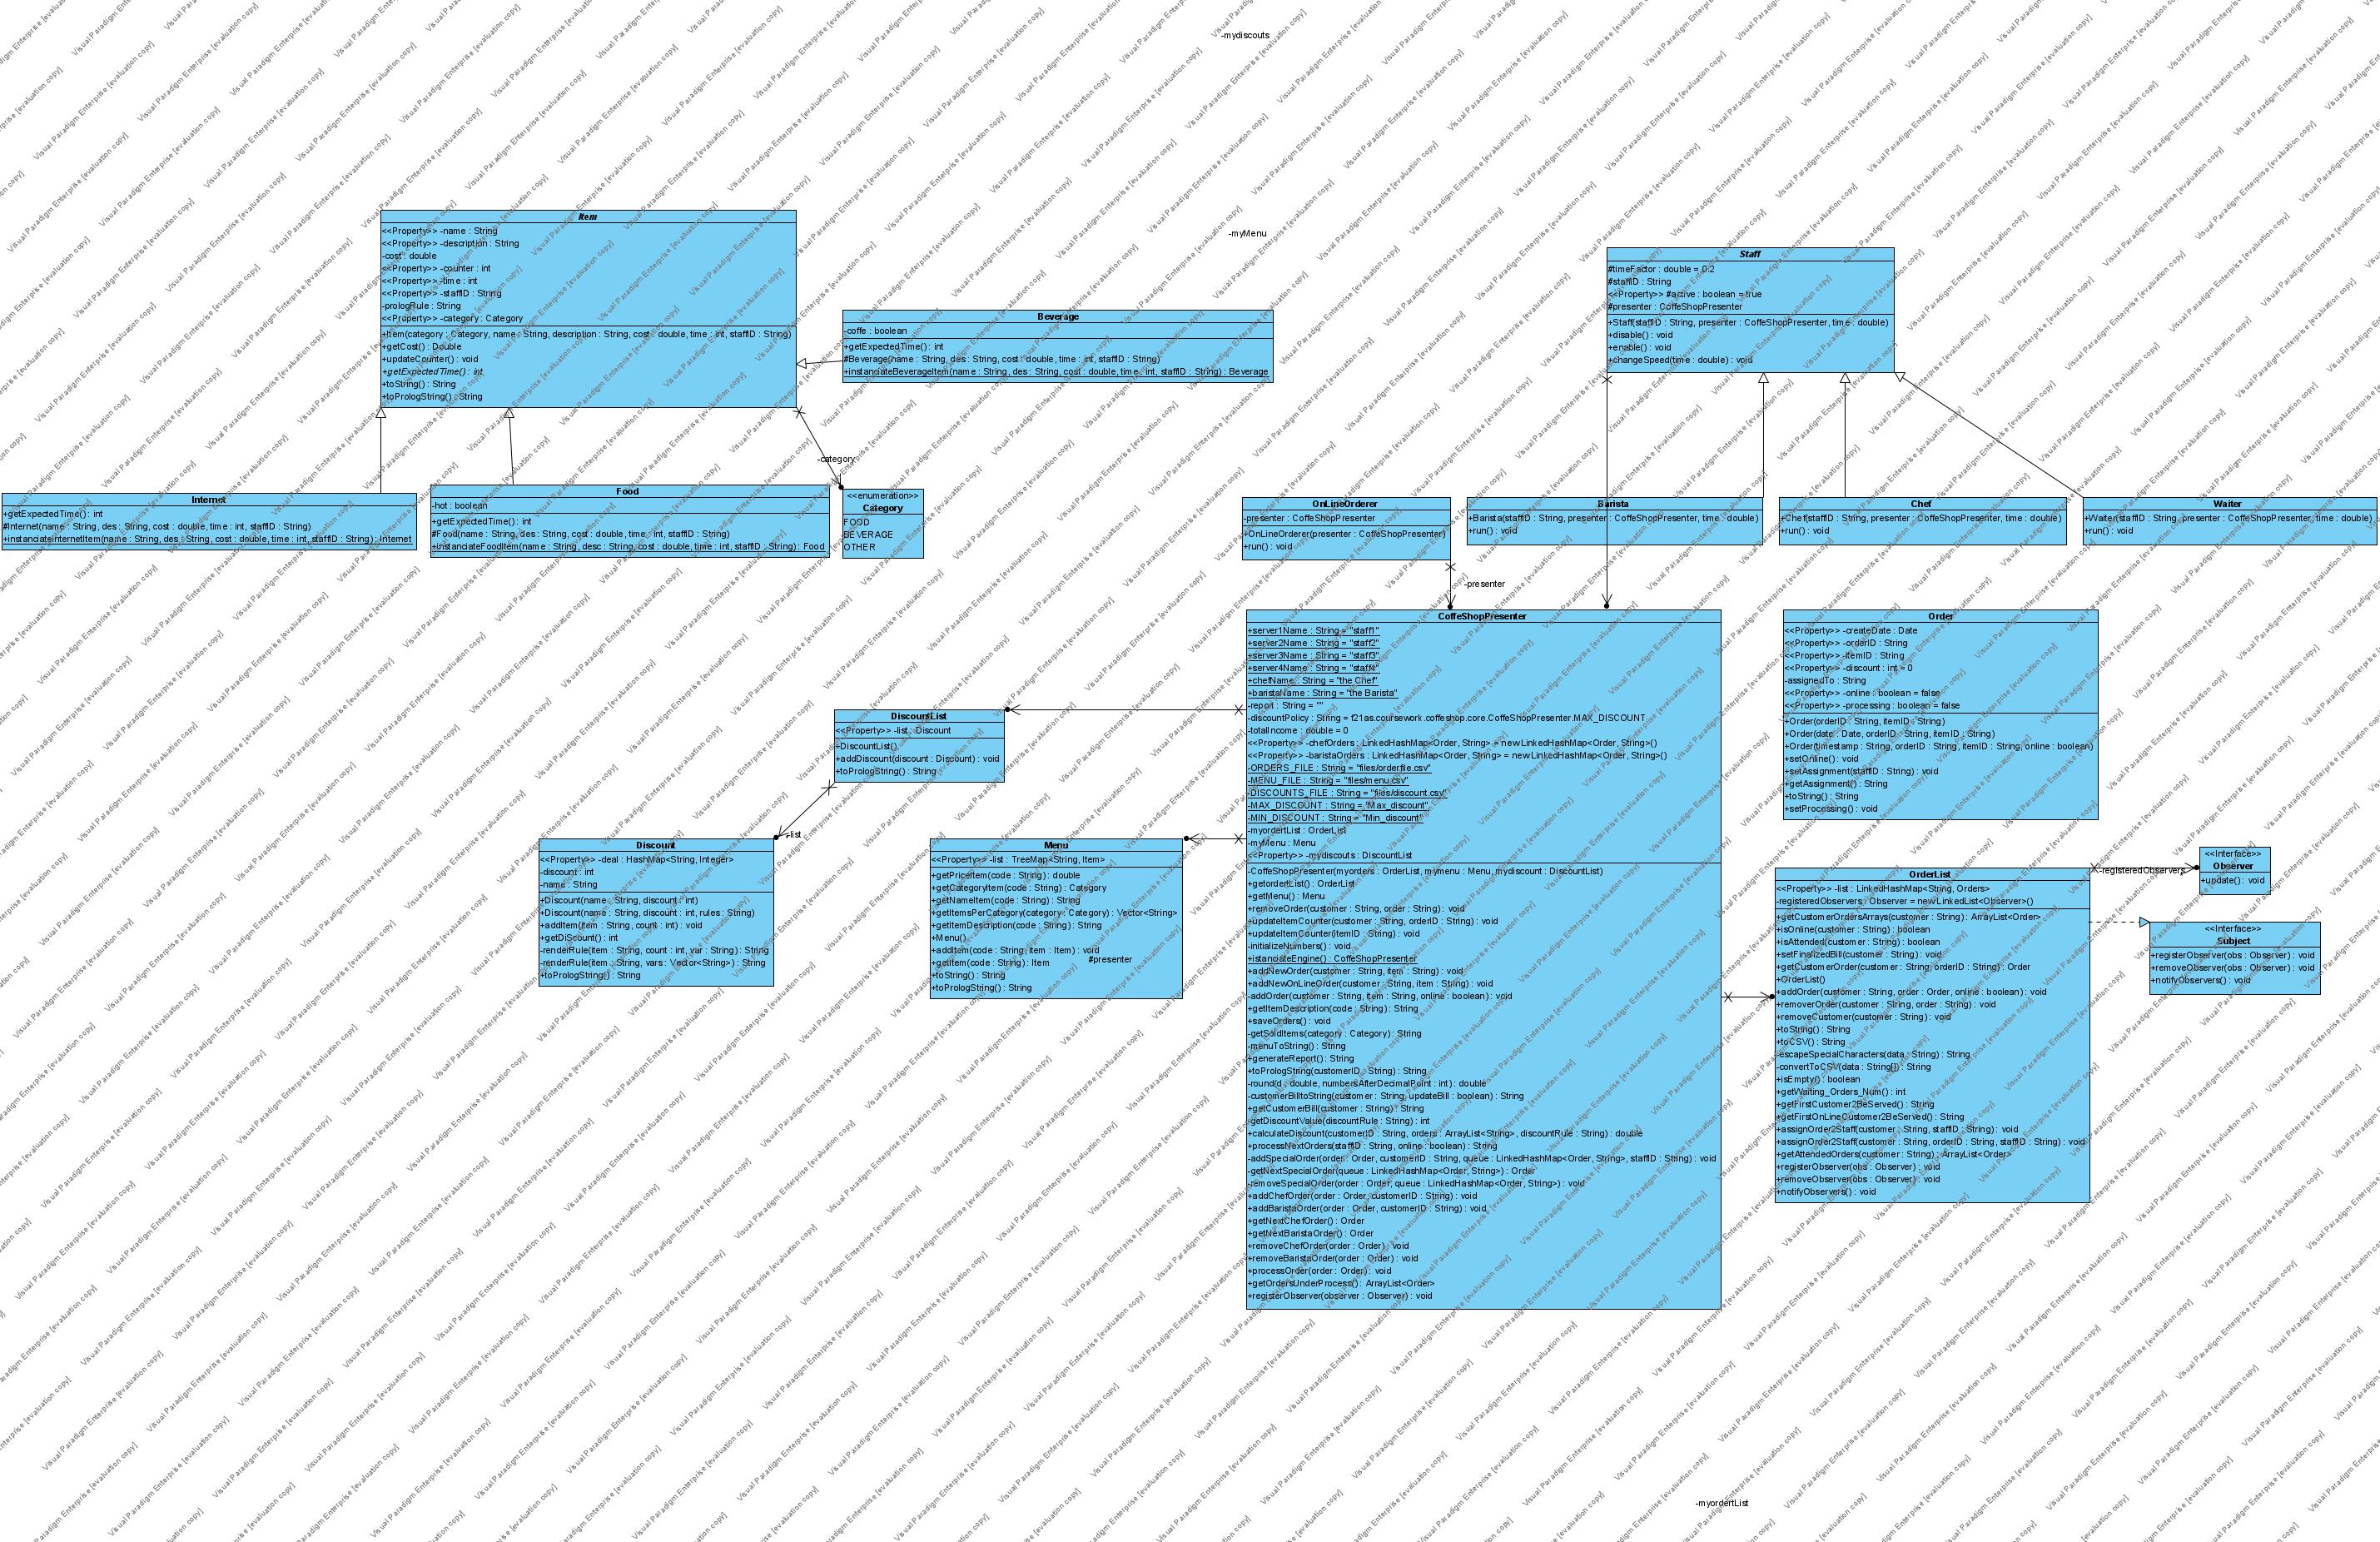 -mydiscouts
-myMenu
Item
<<Property>> -name : String
<<Property>> -description : String
-cost : double
<<Property>> -counter : int
<<Property>> -time : int
<<Property>> -staffID : String
-prologRule : String
<<Property>> -category : Category
+Item(category : Category, name : String, description : String, cost : double, time : int, staffID : String)
+getCost() : Double
+updateCounter() : void
+getExpectedTime() : int
+toString() : String
+toPrologString() : String
Beverage
-coffe : boolean
+getExpectedTime() : int
#Beverage(name : String, des : String, cost : double, time : int, staffID : String)
+instanciateBeverageItem(name : String, des : String, cost : double, time : int, staffID : String) : Beverage
Staff
#timeFactor : double = 0.2
#staffID : String
<<Property>> #active : boolean = true
#presenter : CoffeShopPresenter
+Staff(staffID : String, presenter : CoffeShopPresenter, time : double)
+disable() : void
+enable() : void
+changeSpeed(time : double) : void
-category
Internet
+getExpectedTime() : int
#Internet(name : String, des : String, cost : double, time : int, staffID : String)
+instanciateInternetItem(name : String, des : String, cost : double, time : int, staffID : String) : Internet
Food
-hot : boolean
+getExpectedTime() : int
#Food(name : String, des : String, cost : double, time : int, staffID : String)
+instanciateFoodItem(name : String, desc : String, cost : double, time : int, staffID : String) : Food
<<enumeration>>
Category
FOOD
BEVERAGE
OTHER
OnLineOrderer
-presenter : CoffeShopPresenter
+OnLineOrderer(presenter : CoffeShopPresenter)
+run() : void
Barista
+Barista(staffID : String, presenter : CoffeShopPresenter, time : double)
+run() : void
Chef
+Chef(staffID : String, presenter : CoffeShopPresenter, time : double)
+run() : void
Waiter
+Waiter(staffID : String, presenter : CoffeShopPresenter, time : double)
+run() : void
-presenter
CoffeShopPresenter
+server1Name : String = "staff1"
+server2Name : String = "staff2"
+server3Name : String = "staff3"
+server4Name : String = "staff4"
+chefName : String = "the Chef"
+baristaName : String = "the Barista"
-report : String = ""
-discountPolicy : String = f21as.coursework.coffeshop.core.CoffeShopPresenter.MAX_DISCOUNT
-totalIncome : double = 0
<<Property>> -chefOrders : LinkedHashMap<Order, String> = new LinkedHashMap<Order, String>()
<<Property>> -baristaOrders : LinkedHashMap<Order, String> = new LinkedHashMap<Order, String>()
-ORDERS_FILE : String = "files/orderfile.csv"
-MENU_FILE : String = "files/menu.csv"
-DISCOUNTS_FILE : String = "files/discount.csv"
-MAX_DISCOUNT : String = "Max_discount"
-MIN_DISCOUNT : String = "Min_discount"
-myordertList : OrderList
-myMenu : Menu
<<Property>> -mydiscouts : DiscountList
-CoffeShopPresenter(myorders : OrderList, mymenu : Menu, mydiscount : DiscountList)
+getordertList() : OrderList
+getMenu() : Menu
+removeOrder(customer : String, order : String) : void
+updateItemCounter(customer : String, orderID : String) : void
+updateItemCounter(itemID : String) : void
-initializeNumbers() : void
+istanciateEngine() : CoffeShopPresenter
+addNewOrder(customer : String, item : String) : void
+addNewOnLineOrder(customer : String, item : String) : void
-addOrder(customer : String, item : String, online : boolean) : void
+getItemDescription(code : String) : String
+saveOrders() : void
-getSoldItems(category : Category) : String
-menuToString() : String
+generateReport() : String
+toPrologString(customerID : String) : String
-round(d : double, numbersAfterDecimalPoint : int) : double
-customerBilltoString(customer : String, updateBill : boolean) : String
+getCustomerBill(customer : String) : String
-getDiscountValue(discountRule : String) : int
+calculateDiscount(customerID : String, orders : ArrayList<String>, discountRule : String) : double
+processNextOrders(staffID : String, online : boolean) : String
-addSpecialOrder(order : Order, customerID : String, queue : LinkedHashMap<Order, String>, staffID : String) : void
-getNextSpecialOrder(queue : LinkedHashMap<Order, String>) : Order
-removeSpecialOrder(order : Order, queue : LinkedHashMap<Order, String>) : void
+addChefOrder(order : Order, customerID : String) : void
+addBaristaOrder(order : Order, customerID : String) : void
+getNextChefOrder() : Order
+getNextBaristaOrder() : Order
+removeChefOrder(order : Order) : void
+removeBaristaOrder(order : Order) : void
+processOrder(order : Order) : void
+getOrdersUnderProcess() : ArrayList<Order>
+registerObserver(observer : Observer) : void
Order
<<Property>> -createDate : Date
<<Property>> -orderID : String
<<Property>> -itemID : String
<<Property>> -discount : int = 0
-assignedTo : String
<<Property>> -online : boolean = false
<<Property>> -processing : boolean = false
+Order(orderID : String, itemID : String)
+Order(date : Date, orderID : String, itemID : String)
+Order(timestamp : String, orderID : String, itemID : String, online : boolean)
+setOnline() : void
+setAssignment(staffID : String) : void
+getAssignment() : String
+toString() : String
+setProcessing() : void
DiscountList
<<Property>> -list : Discount
+DiscountList()
+addDiscount(discount : Discount) : void
+toPrologString() : String
-list
Discount
<<Property>> -deal : HashMap<String, Integer>
-discount : int
-name : String
+Discount(name : String, discount : int)
+Discount(name : String, discount : int, rules : String)
+addItem(item : String, count : int) : void
+getDiScount() : int
-renderRule(item : String, count : int, var : String) : String
-renderRule(item : String, vars : Vector<String>) : String
+toPrologString() : String
Menu
<<Property>> -list : TreeMap<String, Item>
+getPriceItem(code : String) : double
+getCategoryItem(code : String) : Category
+getNameItem(code : String) : String
+getItemsPerCategory(category : Category) : Vector<String>
+getItemDescription(code : String) : String
+Menu()
+addItem(code : String, item : Item) : void
+getItem(code : String) : Item
#presenter
+toString() : String
+toPrologString() : String
OrderList
<<Property>> -list : LinkedHashMap<String, Orders>
-registeredObservers : Observer = new LinkedList<Observer>()
+getCustomerOrdersArrays(customer : String) : ArrayList<Order>
+isOnline(customer : String) : boolean
+isAttended(customer : String) : boolean
+setFinalizedBill(customer : String) : void
+getCustomerOrder(customer : String, orderID : String) : Order
+OrderList()
+addOrder(customer : String, order : Order, online : boolean) : void
+removerOrder(customer : String, order : String) : void
+removeCustomer(customer : String) : void
+toString() : String
+toCSV() : String
-escapeSpecialCharacters(data : String) : String
-convertToCSV(data : String[]) : String
+isEmpty() : boolean
+getWaiting_Orders_Num() : int
+getFirstCustomer2BeServed() : String
+getFirstOnLineCustomer2BeServed() : String
+assignOrder2Staff(customer : String, staffID : String) : void
+assignOrder2Staff(customer : String, orderID : String, staffID : String) : void
+getAttendedOrders(customer : String) : ArrayList<Order>
+registerObserver(obs : Observer) : void
+removeObserver(obs : Observer) : void
+notifyObservers() : void
-registeredObservers
<<Interface>>
Observer
+update() : void
<<Interface>>
Subject
+registerObserver(obs : Observer) : void
+removeObserver(obs : Observer) : void
+notifyObservers() : void
-myordertList
Visual Paradigm Enterprise [evaluation copy]